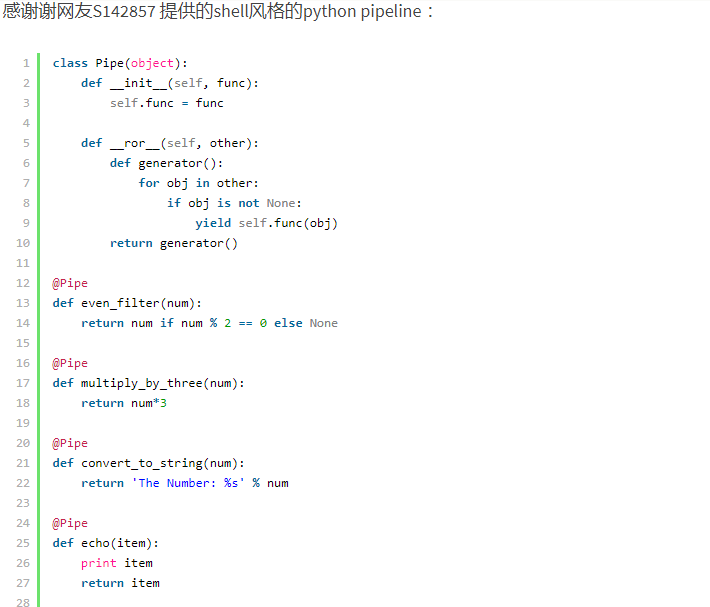 感谢谢网友S142857 提供的shell风格的python pipeline：
1 class Pipe(object):
2     def __init__(self, func):
3         self.func = func
4
5     def __ror__(self, other):
6         def generator():
7             for obj in other:
8                 if obj is not None:
9                     yield self.func(obj)
10         return generator()
11
12 @Pipe
13 def even_filter(num):
14     return num if num % 2 == 0 else None
15
16 @Pipe
17 def multiply_by_three(num):
18     return num*3
19
20 @Pipe
21 def convert_to_string(num):
22     return 'The Number: %s' % num
23
24 @Pipe
25 def echo(item):
26     print item
27     return item
28